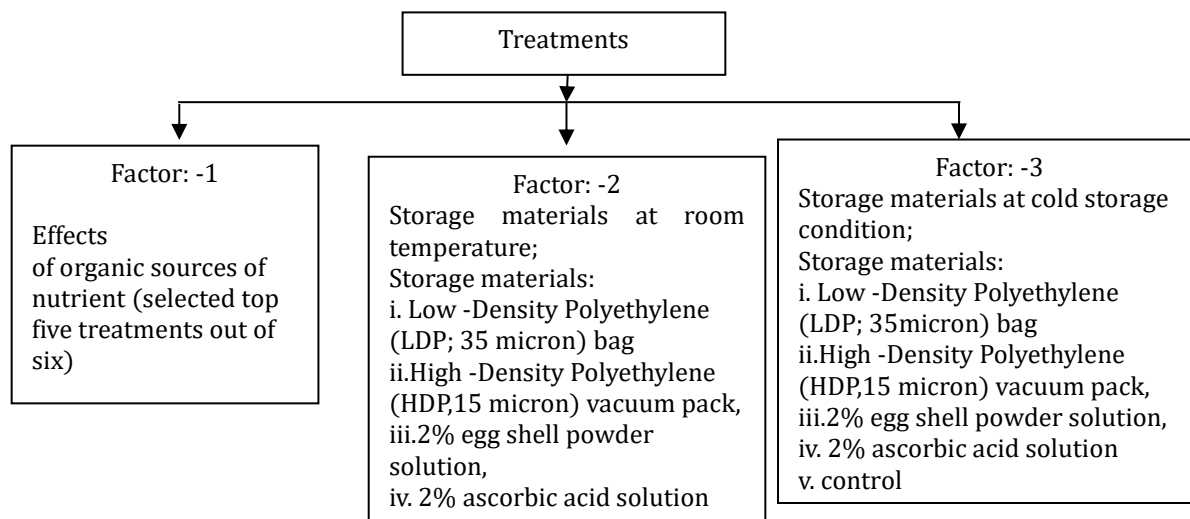 Treatments
Factor: -1
Effects
of organic sources of
nutrient (selected top
five treatments out of
six)
Factor: -2
Storage materials at room
temperature;
Storage materials:
i. Low -Density Polyethylene
(LDP; 35 micron) bag
ii.High -Density Polyethylene
(HDP,15 micron) vacuum pack,
iii.2% egg shell powder
solution,
iv. 2% ascorbic acid solution
Factor: -3
Storage materials at cold storage
condition;
Storage materials:
i. Low -Density Polyethylene
(LDP; 35micron) bag
ii.High -Density Polyethylene
(HDP,15 micron) vacuum pack,
iii.2% egg shell powder solution,
iv. 2% ascorbic acid solution
v. control